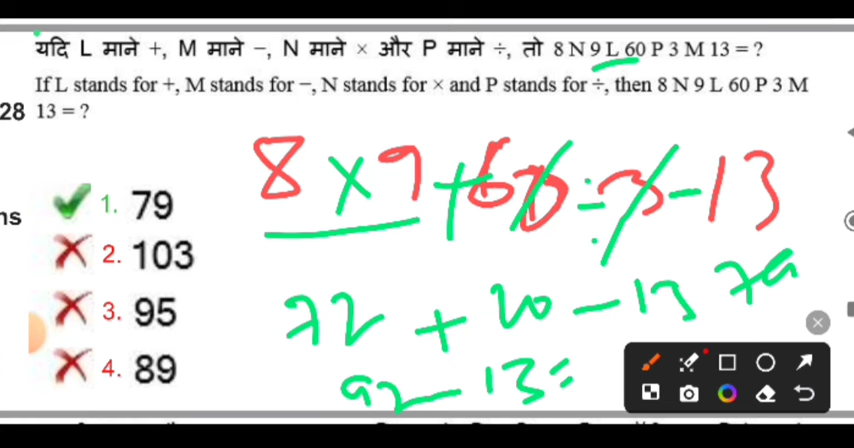 यदि L माने +, M माने −, N माने × और P माने ÷, तो 8 N 9 L 60 P 3 M 13 = ?
If L stands for +, M stands for −, N stands for × and P stands for ÷, then 8 N 9 L 60 P 3 M
28 13 = ?
8 × 9 + 60 ÷ 3 − 13
ns
1. 79
2. 103
3. 95
4. 89
72 + 20 − 13 79
92 − 13 =